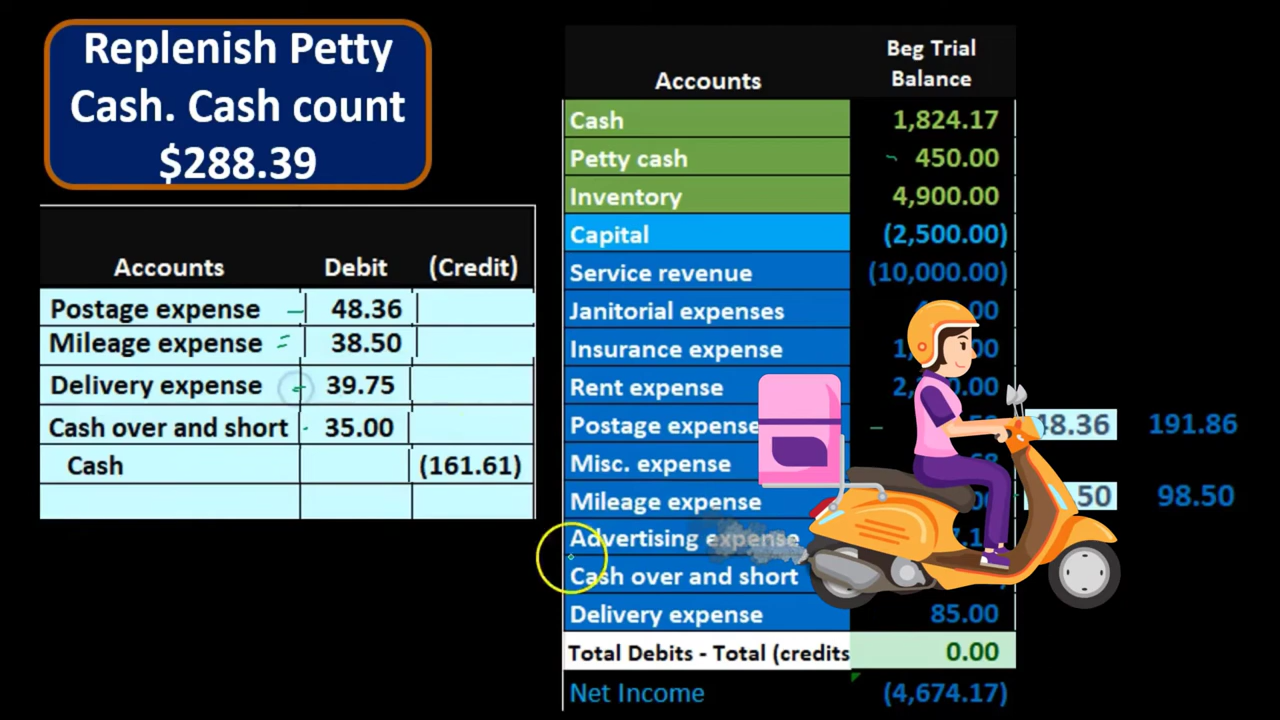 Replenish Petty
Cash. Cash count
$288.39
Accounts Debit (Credit)
Postage expense 48.36
Mileage expense 38.50
Delivery expense 39.75
Cash over and short 35.00
Cash (161.61)
Beg Trial
Accounts Balance
Cash 1,824.17
Petty cash 450.00
Inventory 4,900.00
Capital (2,500.00)
Service revenue (10,000.00)
Janitorial expenses
Insurance expense
Rent expense
Postage expense 48.36 191.86
Misc. expense
Mileage expense .50 98.50
Advertising expense
Cash over and short
Delivery expense 85.00
Total Debits - Total (credits 0.00
Net Income (4,674.17)